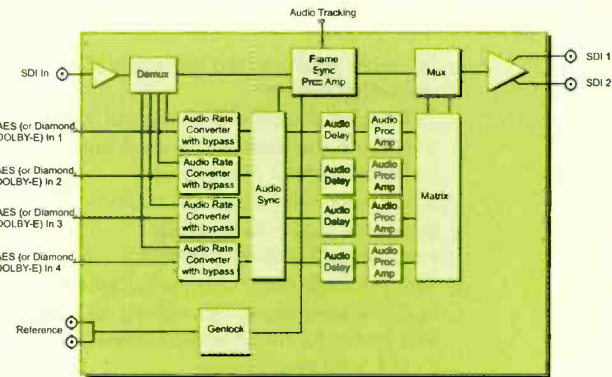 Audio Tracking
SDI In
Demux
Frame
Sync
Proc Amp
Mux
SDI 1
SDI 2
AES (or Diamond
DOLBY-E) In 1
Audio Rate
Converter
with bypass
Audio
Delay
Audio
Proc
Amp
AES (or Diamond
DOLBY-E) In 2
Audio Rate
Converter
with bypass
Audio
Sync
Audio
Delay
Audio
Proc
Amp
Matrix
AES (or Diamond
DOLBY-E) In 3
Audio Rate
Converter
with bypass
Audio
Delay
Audio
Proc
Amp
AES (or Diamond
DOLBY-E) In 4
Audio Rate
Converter
with bypass
Audio
Delay
Audio
Proc
Amp
Reference
Genlock